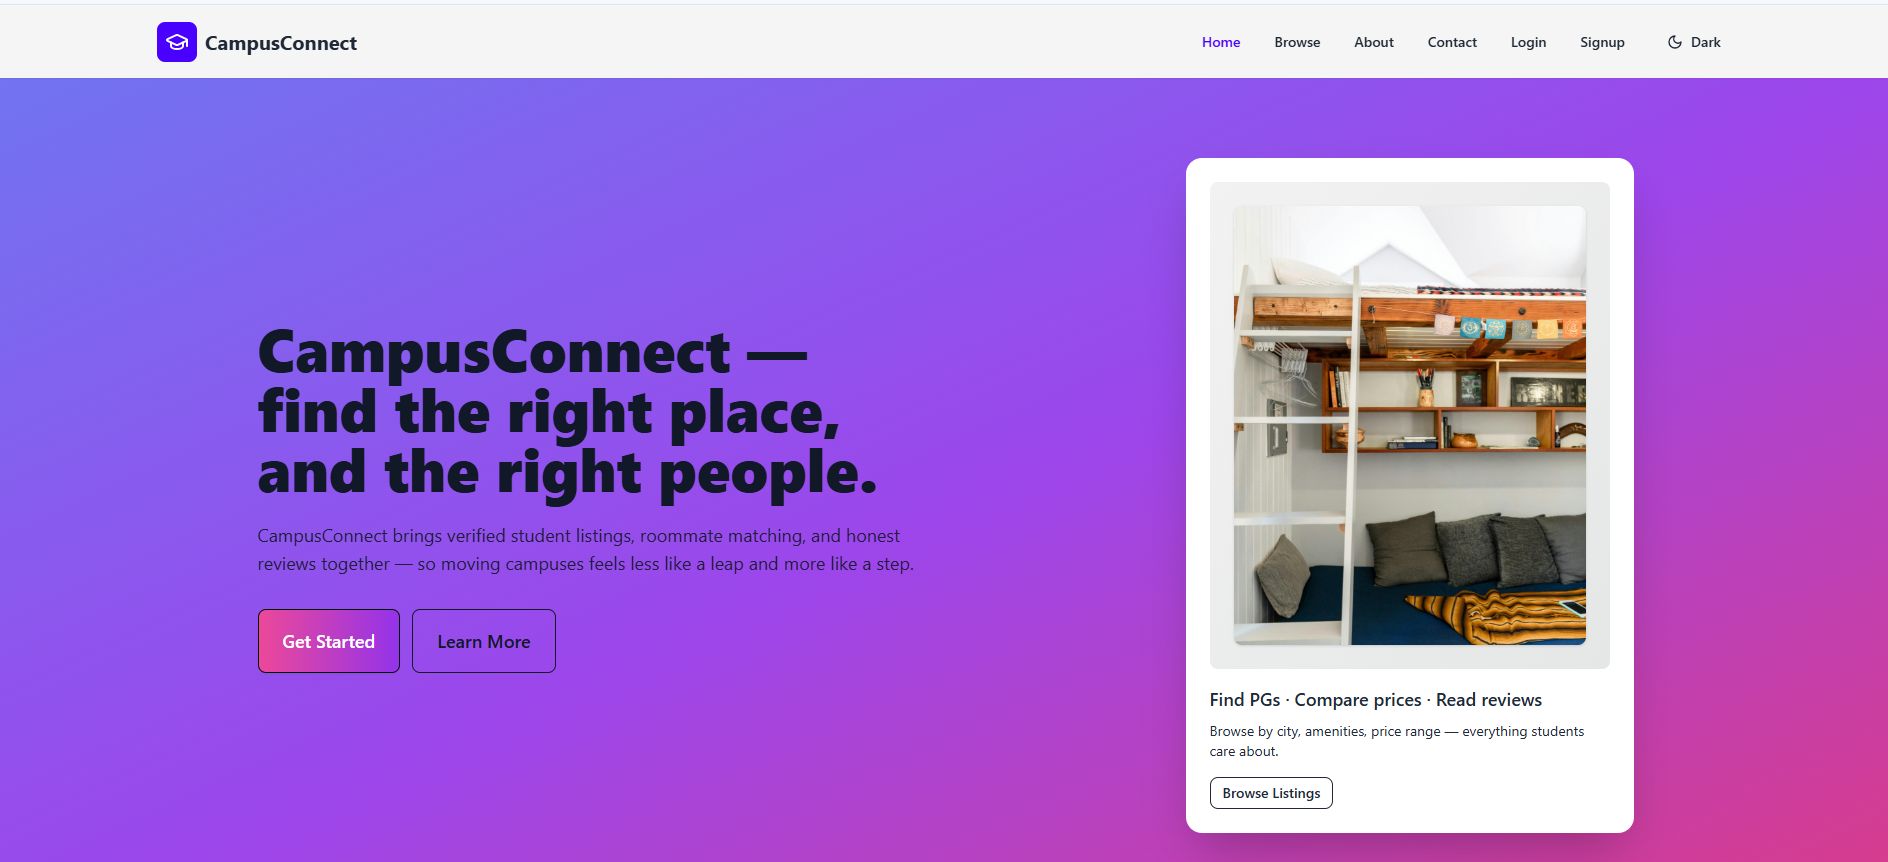 CampusConnect
Home
Browse
About
Contact
Login
Signup
Dark
CampusConnect —
find the right place,
and the right people.
CampusConnect brings verified student listings, roommate matching, and honest
reviews together — so moving campuses feels less like a leap and more like a step.
Get Started
Learn More
Find PGs · Compare prices · Read reviews
Browse by city, amenities, price range — everything students
care about.
Browse Listings